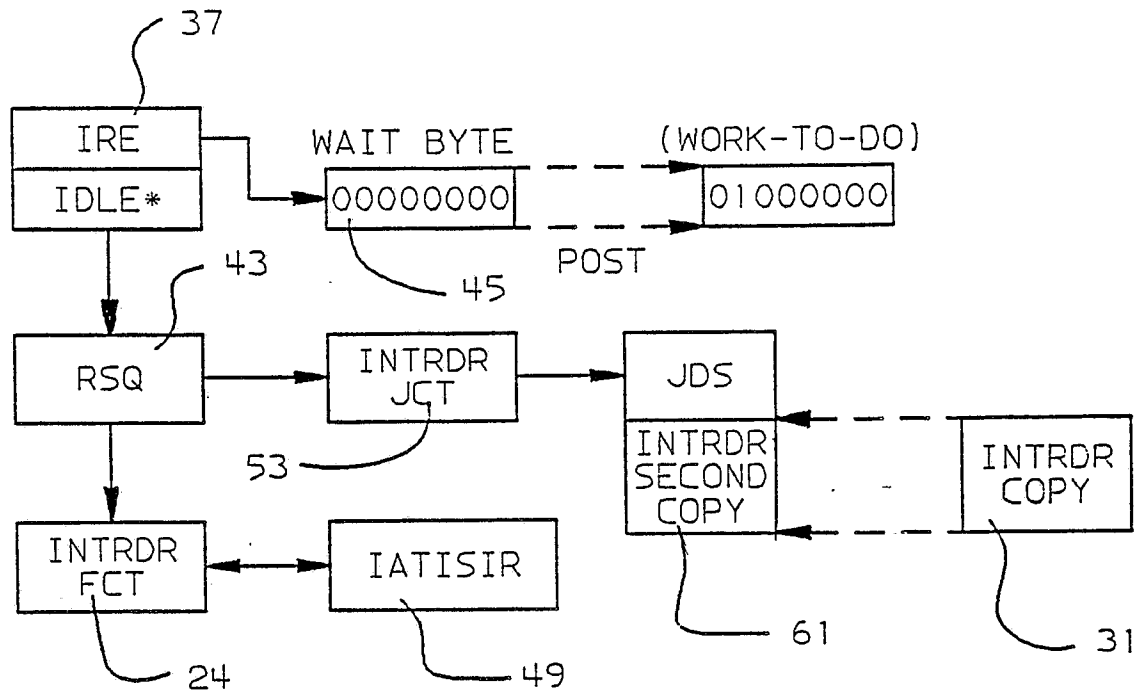 37
IRE
IDLE*
WAIT BYTE
00000000
(WORK-TO-DO)
01000000
POST
43
45
RSQ
INTRDR
JCT
JDS
53
INTRDR
SECOND
COPY
INTRDR
COPY
INTRDR
FCT
IATISIR
24
49
61
31